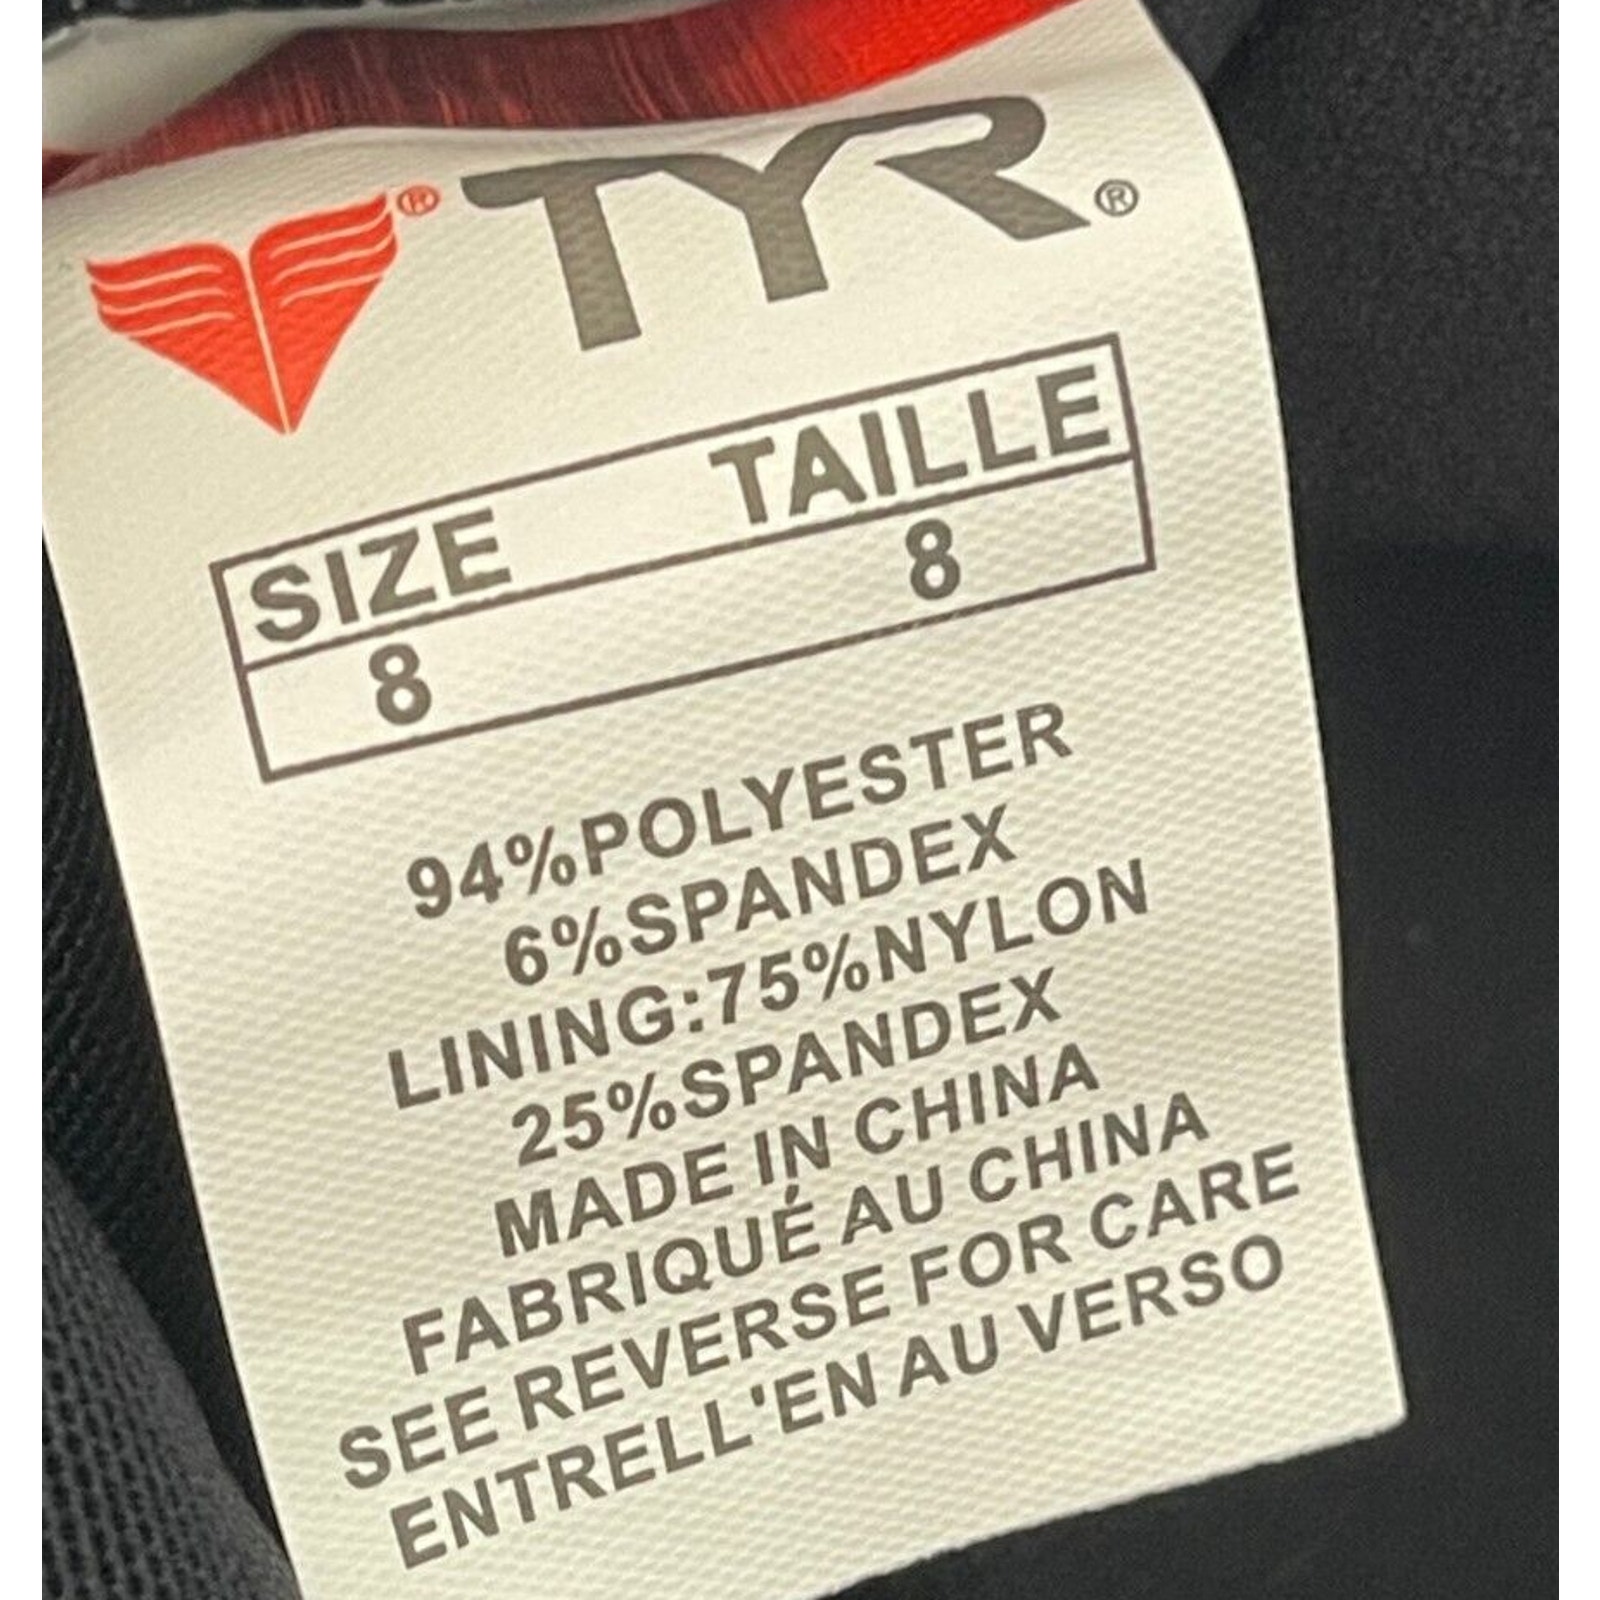 ® TYR ®
SIZE TAILLE
8 8
94%POLYESTER
6%SPANDEX
LINING:75%NYLON
25%SPANDEX
MADE IN CHINA
FABRIQUÉ AU CHINA
SEE REVERSE FOR CARE
ENTRELL'EN AU VERSO